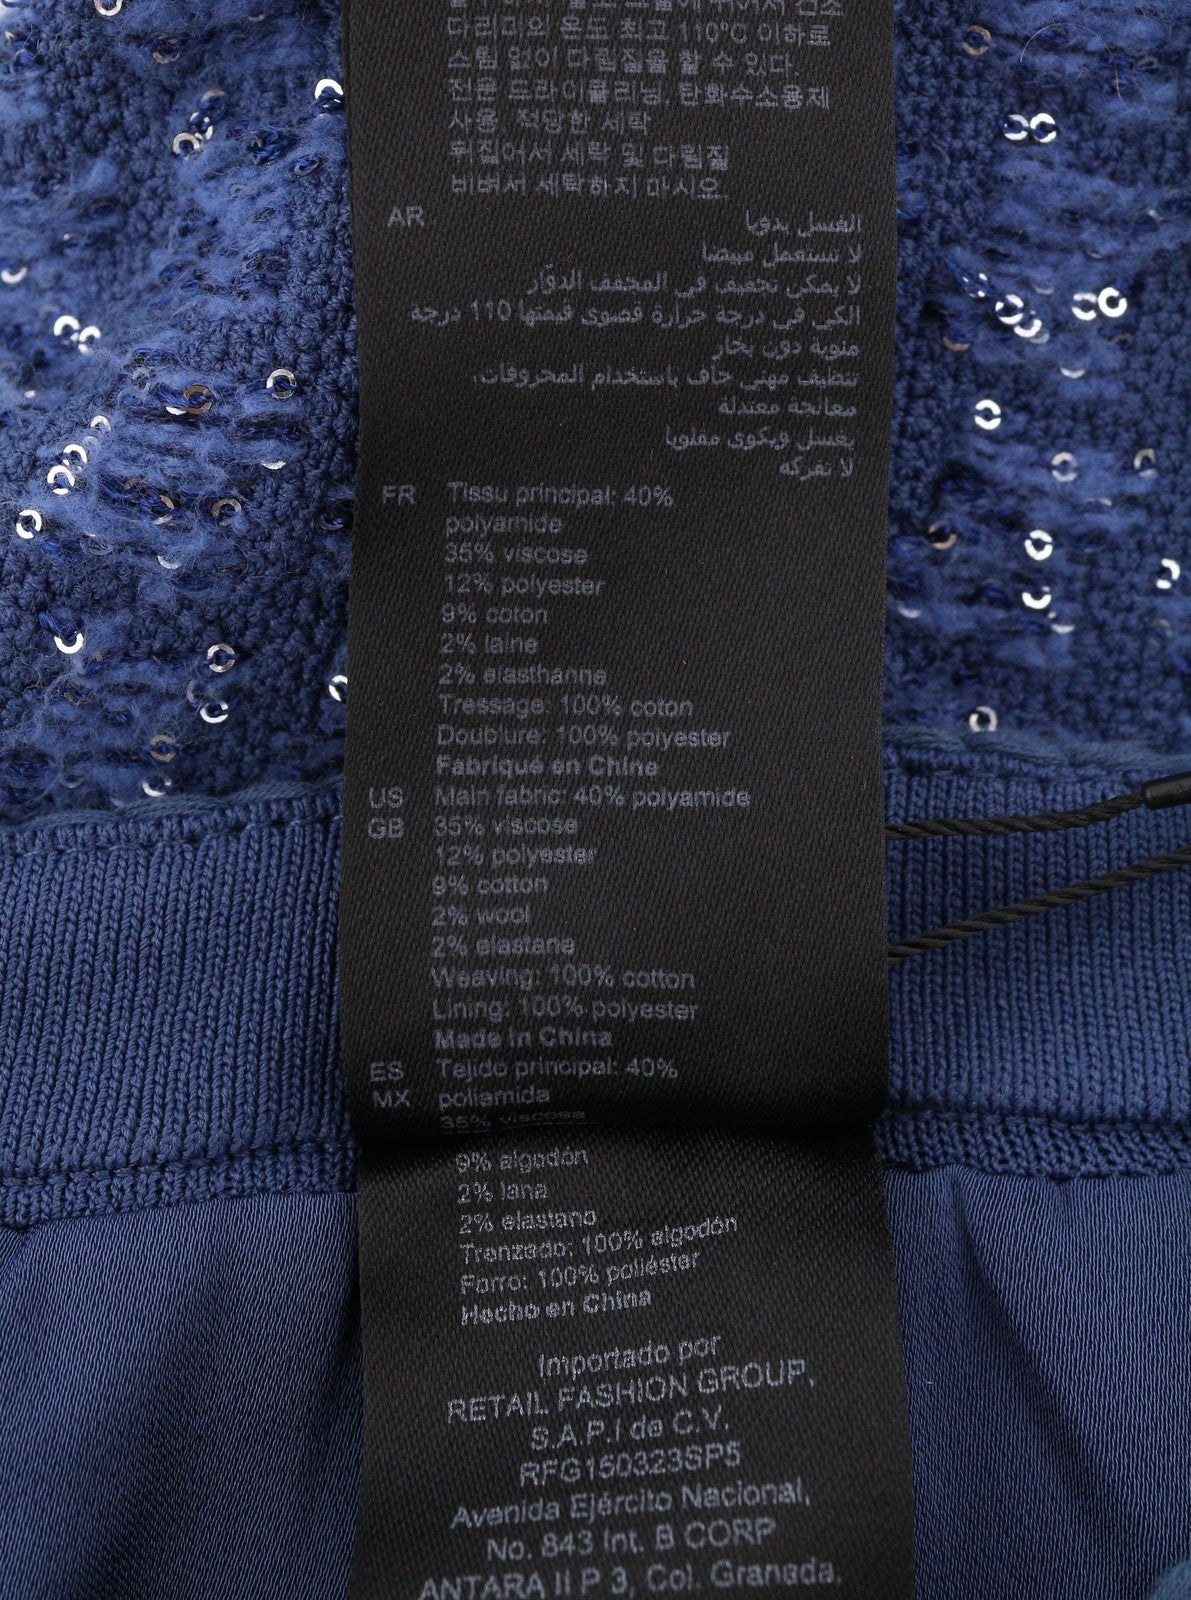 다리미의 온도 최고 110°C 이하로
스팀 없이 다림질을 할 수 있다.
전문 드라이클리닝, 탄화수소용제
사용. 적당한 세탁
뒤집어서 세탁 및 다림질
비벼서 세탁하지 마시오.
AR
الغسل يدويا
لا تستعمل مبيضا
لا يمكن تجفيف في المجفف الدوّار
الكي في درجة حرارة قصوى قيمتها 110 درجة
مئوية دون بخار
تنظيف مهني جاف باستخدام المحروقات،
معالجة معتدلة
يغسل ويكوى مقلوبا
لا تفركه
FR Tissu principal: 40%
polyamide
35% viscose
12% polyester
9% coton
2% laine
2% elasthanne
Tressage: 100% coton
Doublure: 100% polyester
Fabriqué en Chine
US Main fabric: 40% polyamide
GB 35% viscose
12% polyester
9% cotton
2% wool
2% elastane
Weaving: 100% cotton
Lining: 100% polyester
Made in China
ES Tejido principal: 40%
MX poliamida
35% viscosa
9% algodón
2% lana
2% elastano
Trenzado: 100% algodón
Forro: 100% poliéster
Hecho en China
Importado por
RETAIL FASHION GROUP,
S.A.P.I de C.V.
RFG150323SP5
Avenida Ejército Nacional,
No. 843 Int. B CORP
ANTARA II P 3, Col. Granada.